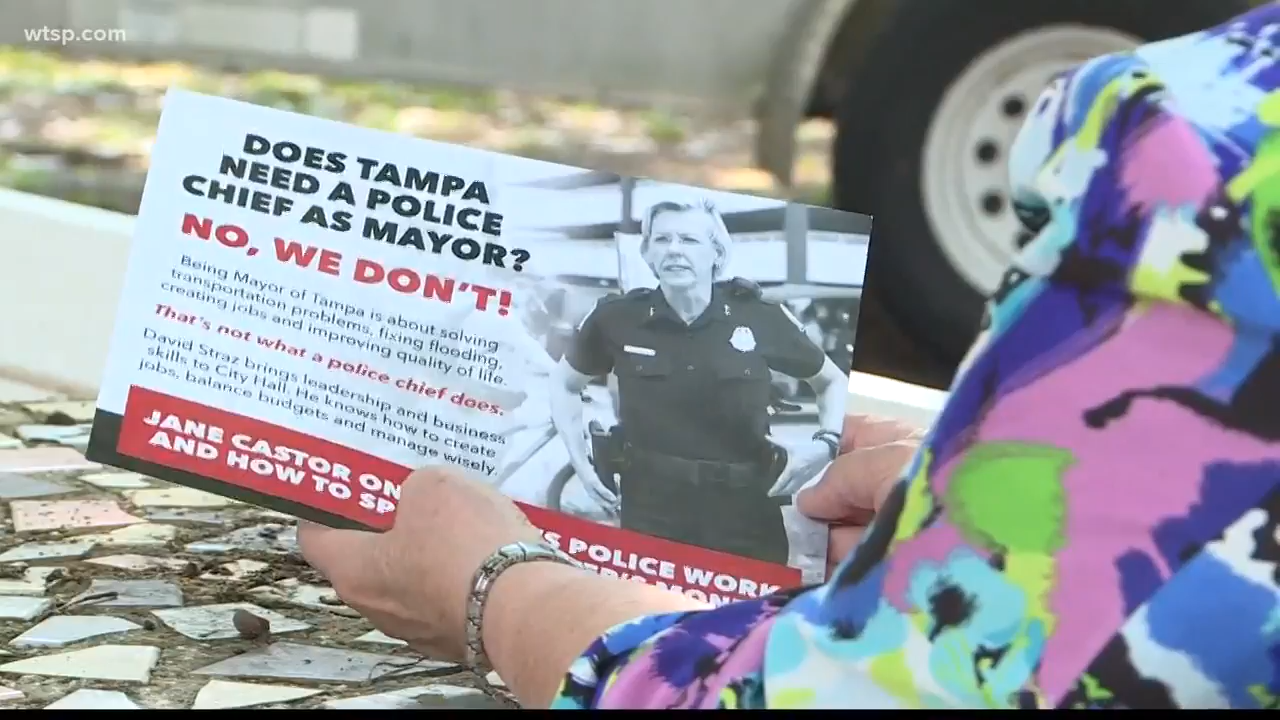 wtsp.com
DOES TAMPA
NEED A POLICE
CHIEF AS MAYOR?
NO, WE DON'T!
Being Mayor of Tampa is about solving
transportation problems, fixing flooding,
creating jobs and improving quality of life.
That's not what a police chief does.
David Straz brings leadership and business
skills to City Hall. He knows how to create
jobs, balance budgets and manage wisely.
JANE CASTOR POLICE WORK
AND HOW TO